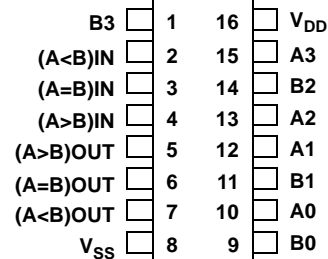 B3 1 16 VDD
(A<B)IN 2 15 A3
(A=B)IN 3 14 B2
(A>B)IN 4 13 A2
(A>B)OUT 5 12 A1
(A=B)OUT 6 11 B1
(A<B)OUT 7 10 A0
VSS 8 9 B0